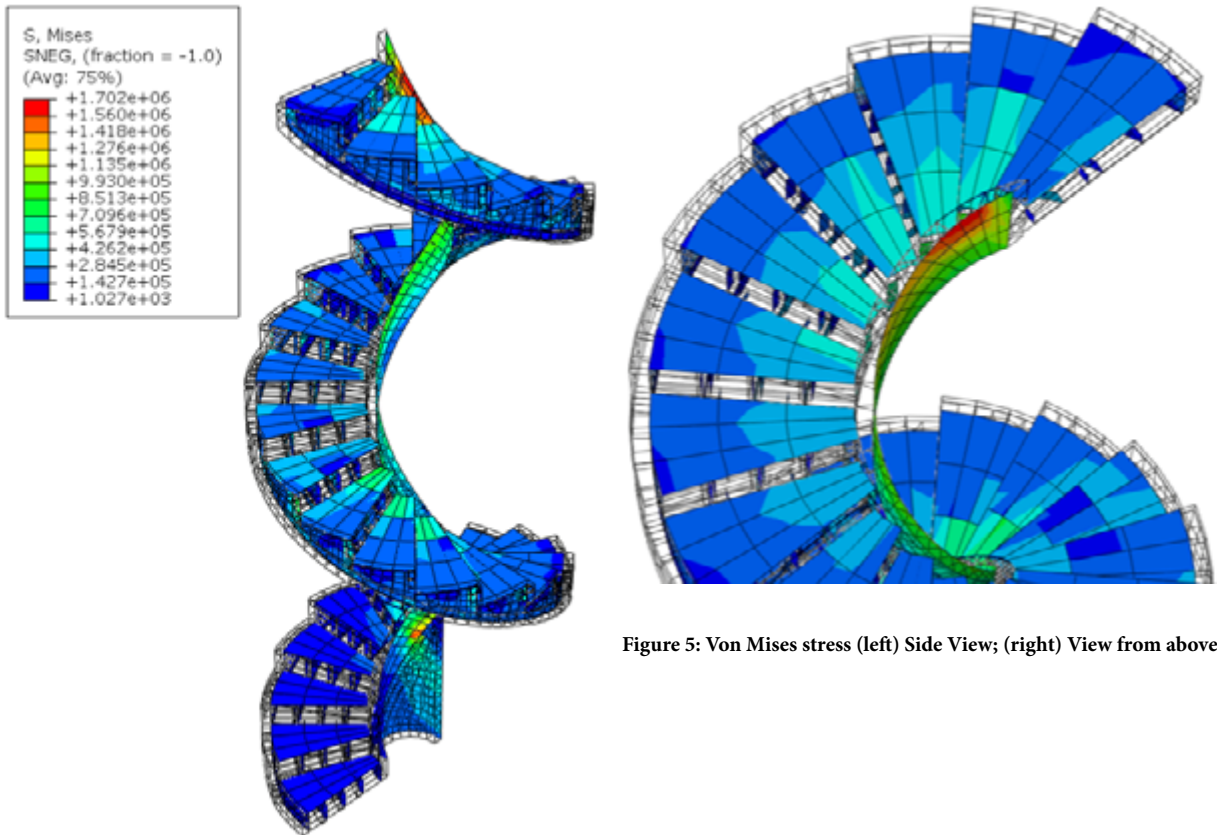 S, Mises
SNEG, (fraction = -1.0)
(Avg: 75%)
+1.702e+06
+1.560e+06
+1.418e+06
+1.276e+06
+1.135e+06
+9.930e+05
+8.513e+05
+7.096e+05
+5.679e+05
+4.262e+05
+2.845e+05
+1.427e+05
+1.027e+03
Figure 5: Von Mises stress (left) Side View; (right) View from above